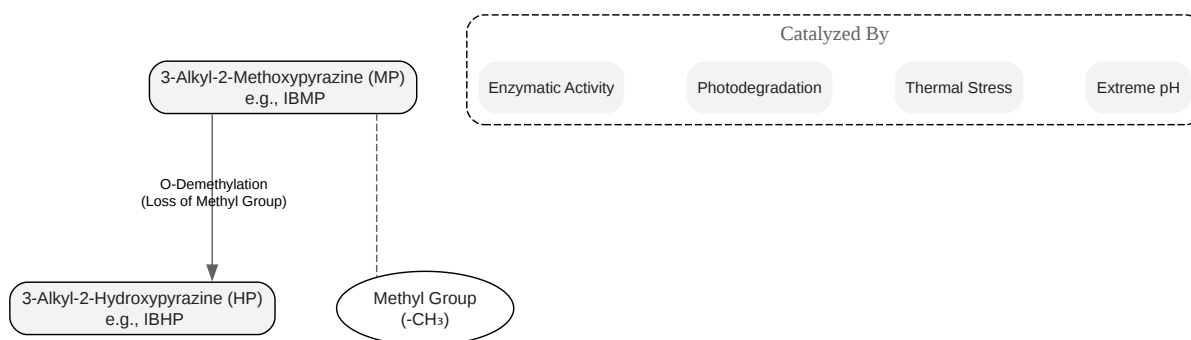 Catalyzed By
3-Alkyl-2-Methoxypyrazine (MP)
e.g., IBMP
Enzymatic Activity
Photodegradation
Thermal Stress
Extreme pH
O-Demethylation
(Loss of Methyl Group)
3-Alkyl-2-Hydroxypyrazine (HP)
e.g., IBHP
Methyl Group
(-CH₃)